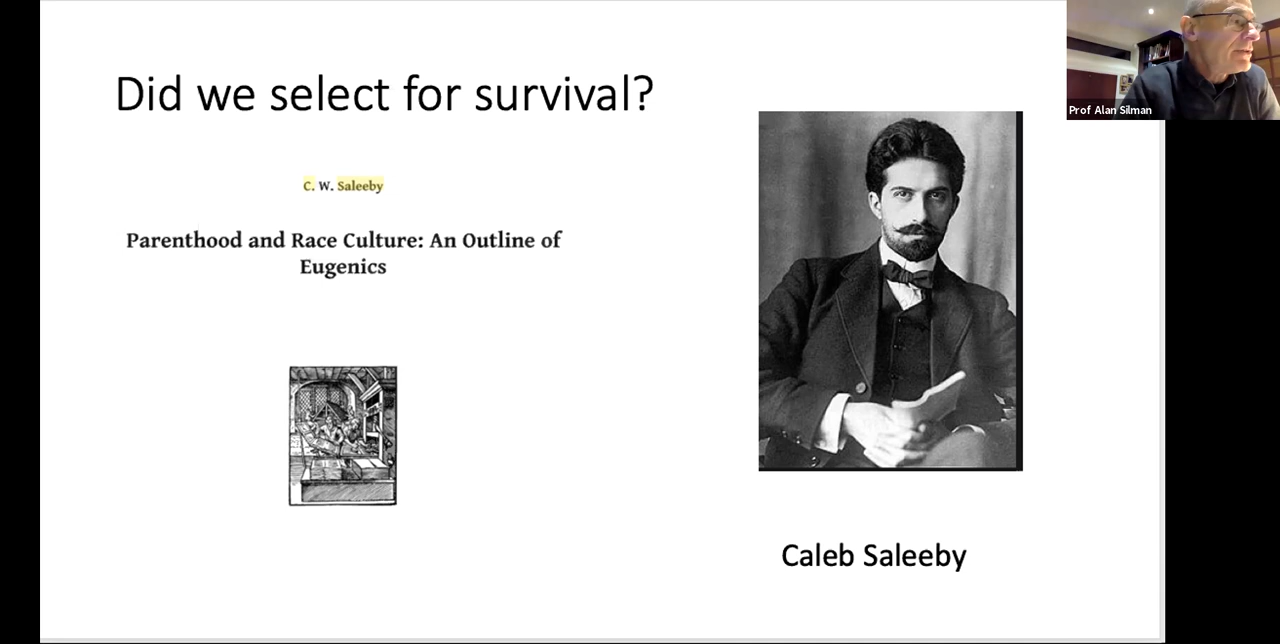 Did we select for survival?
C. W. Saleeby
Parenthood and Race Culture: An Outline of
Eugenics
Caleb Saleeby
Prof Alan Silman